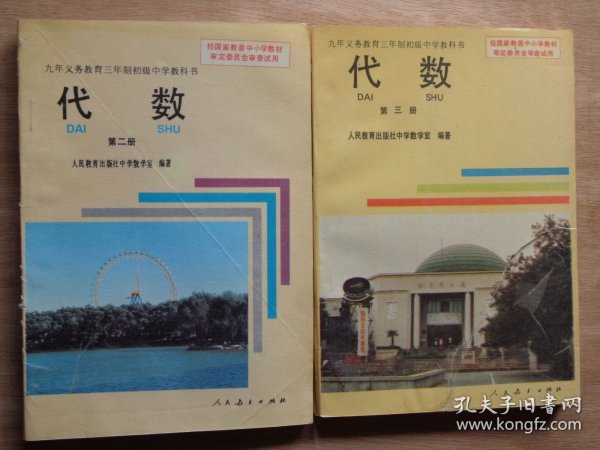 经国家教委中小学教材
审定委员会审查试用
九年义务教育三年制初级中学教科书
代 数
DAI SHU
第二册
人民教育出版社中学数学室 编著
人民教育出版社
经国家教委中小学教材
审定委员会审查试用
九年义务教育三年制初级中学教科书
代 数
DAI SHU
第三册
人民教育出版社中学数学室 编著
人民教育出版社
孔夫子旧书网
www.kongfz.com